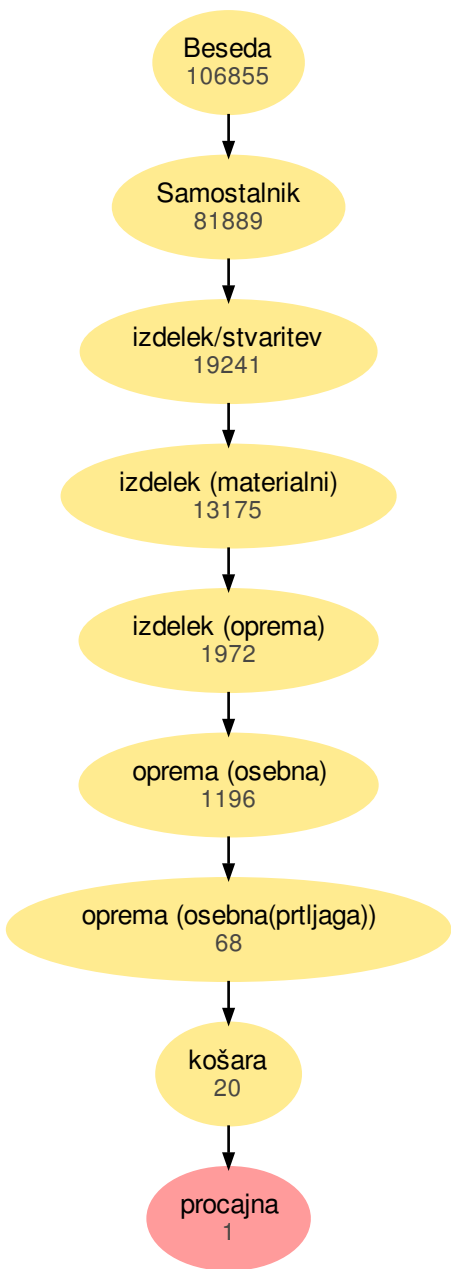 Beseda
106855
Samostalnik
81889
izdelek/stvaritev
19241
izdelek (materialni)
13175
izdelek (oprema)
1972
oprema (osebna)
1196
oprema (osebna(prtljaga))
68
košara
20
procajna
1